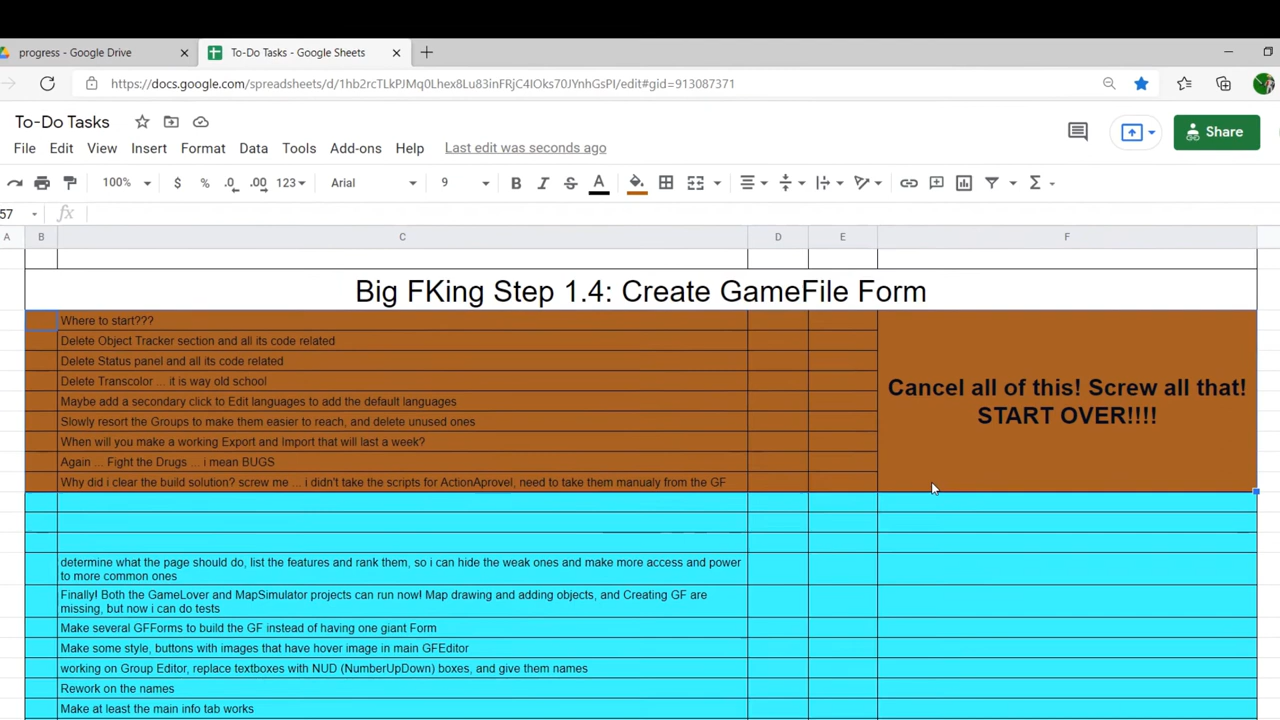 progress - Google Drive
To-Do Tasks - Google Sheets
https://docs.google.com/spreadsheets/d/1hb2rcTLkPJMq0Lhex8Lu83inFRjC4IOks70JYnhGsPI/edit#gid=913087371
To-Do Tasks
Share
File Edit View Insert Format Data Tools Add-ons Help Last edit was seconds ago
100% $ % .0 .00 123 Arial 9 B I S A Σ
57 fx
A B C D E F
Big FKing Step 1.4: Create GameFile Form
Where to start???
Delete Object Tracker section and all its code related
Delete Status panel and all its code related
Delete Transcolor ... it is way old school
Maybe add a secondary click to Edit languages to add the default languages
Slowly resort the Groups to make them easier to reach, and delete unused ones
When will you make a working Export and Import that will last a week?
Again ... Fight the Drugs ... i mean BUGS
Why did i clear the build solution? screw me ... i didn't take the scripts for ActionAprovel, need to take them manualy from the GF
Cancel all of this! Screw all that!
START OVER!!!!
determine what the page should do, list the features and rank them, so i can hide the weak ones and make more access and power
to more common ones
Finally! Both the GameLover and MapSimulator projects can run now! Map drawing and adding objects, and Creating GF are
missing, but now i can do tests
Make several GFForms to build the GF instead of having one giant Form
Make some style, buttons with images that have hover image in main GFEditor
working on Group Editor, replace textboxes with NUD (NumberUpDown) boxes, and give them names
Rework on the names
Make at least the main info tab works